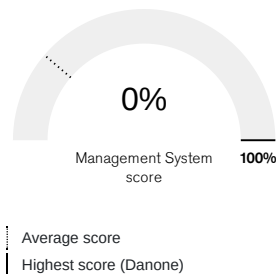 0%
Management System
score
100%
Average score
Highest score (Danone)